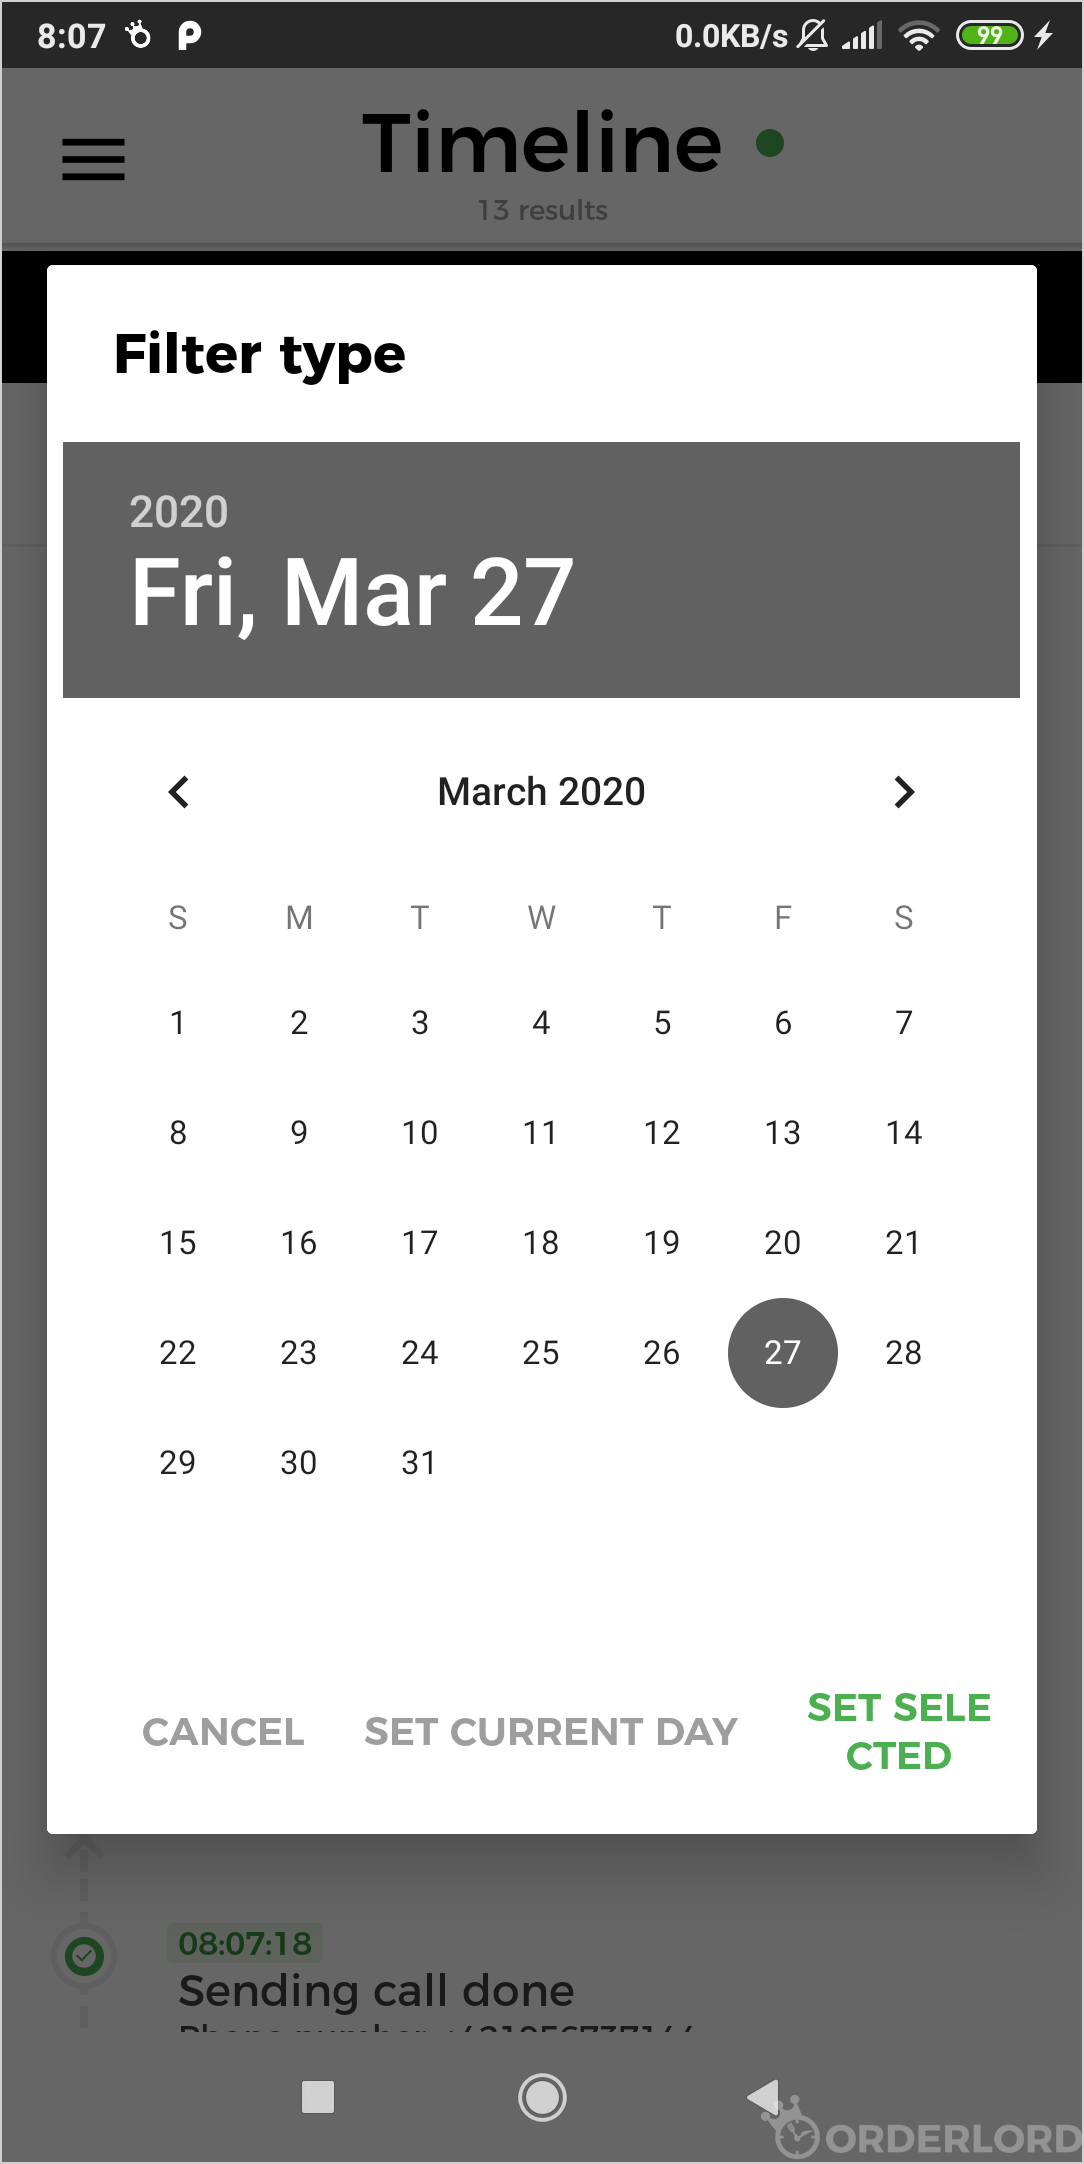 8:07 0.0KB/s 99
Timeline
13 results
Filter type
2020
Fri, Mar 27
March 2020
S M T W T F S
1 2 3 4 5 6 7
8 9 10 11 12 13 14
15 16 17 18 19 20 21
22 23 24 25 26 27 28
29 30 31
CANCEL SET CURRENT DAY SET SELE
CTED
08:07:18
Sending call done
Phone number
ORDERLORD